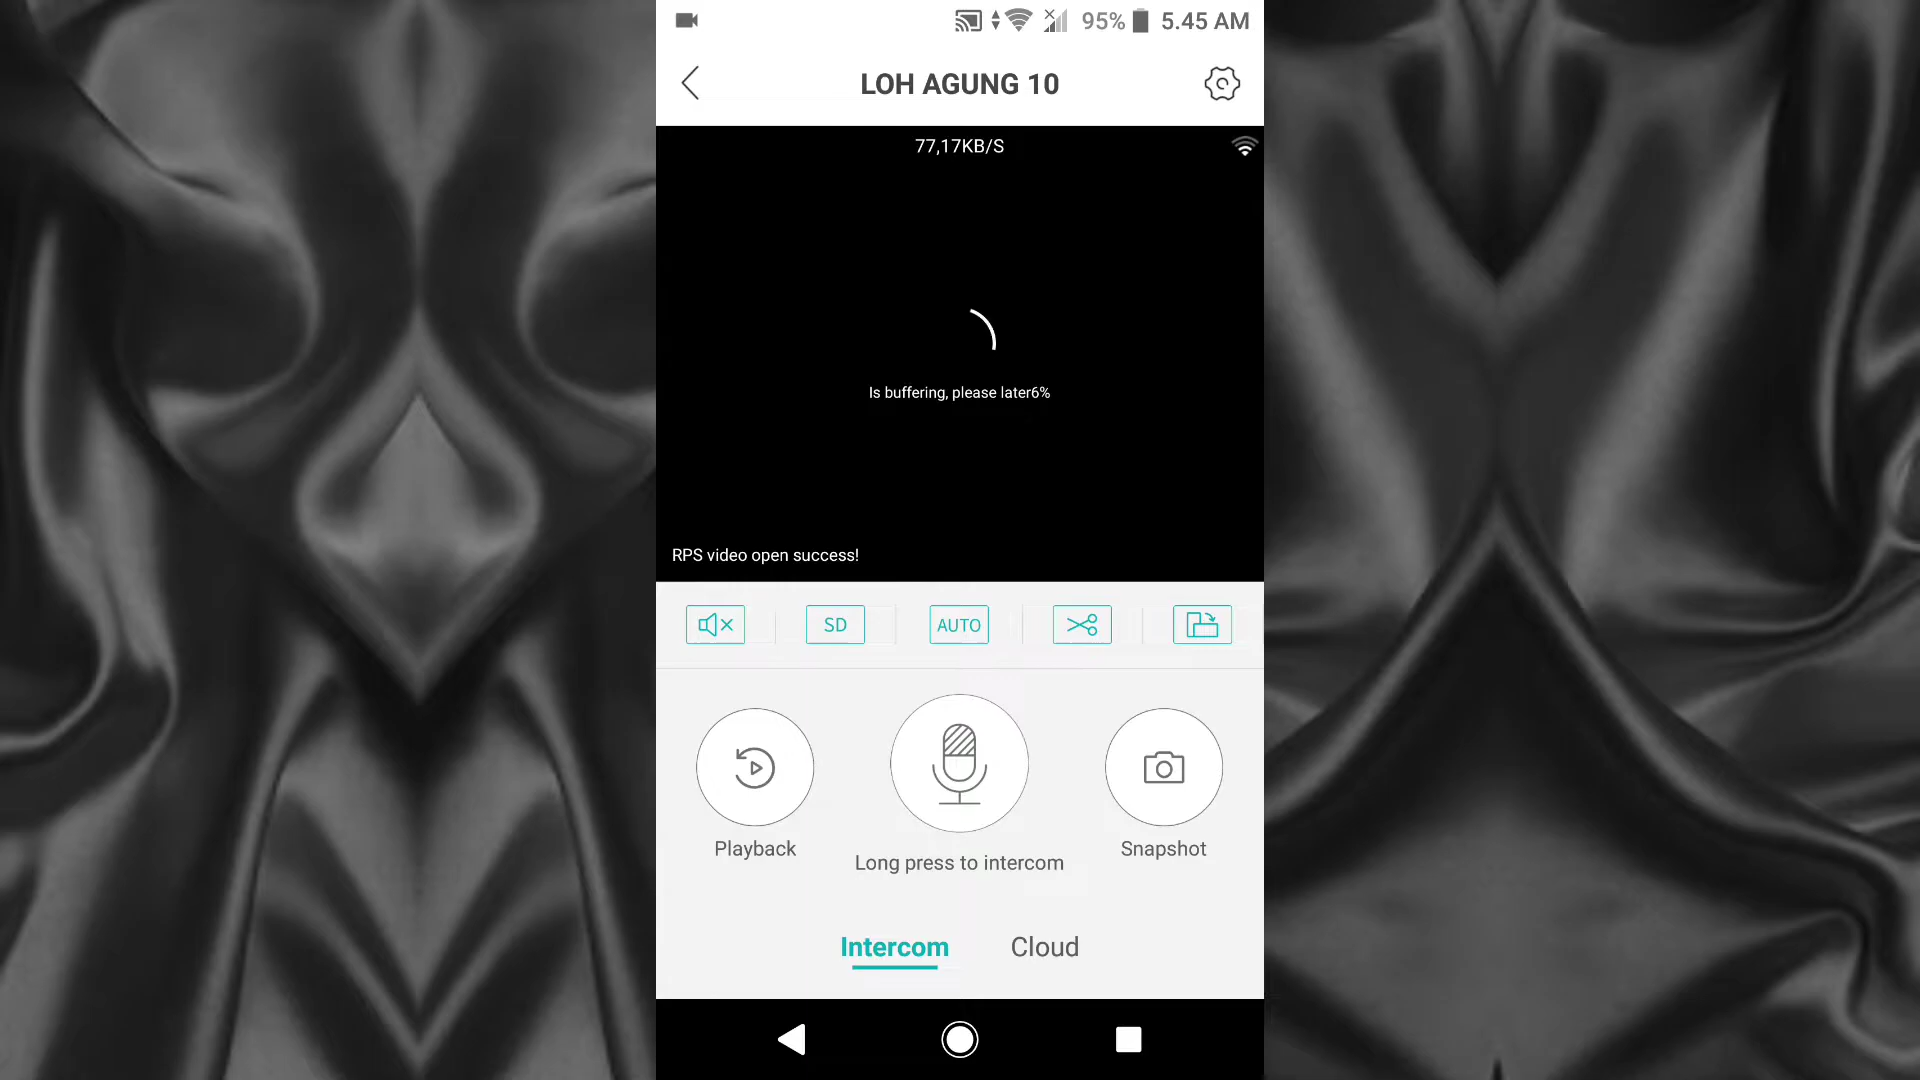 95% 5.45 AM
LOH AGUNG 10
77,17KB/S
Is buffering, please later6%
RPS video open success!
SD AUTO
Playback
Long press to intercom
Snapshot
Intercom Cloud